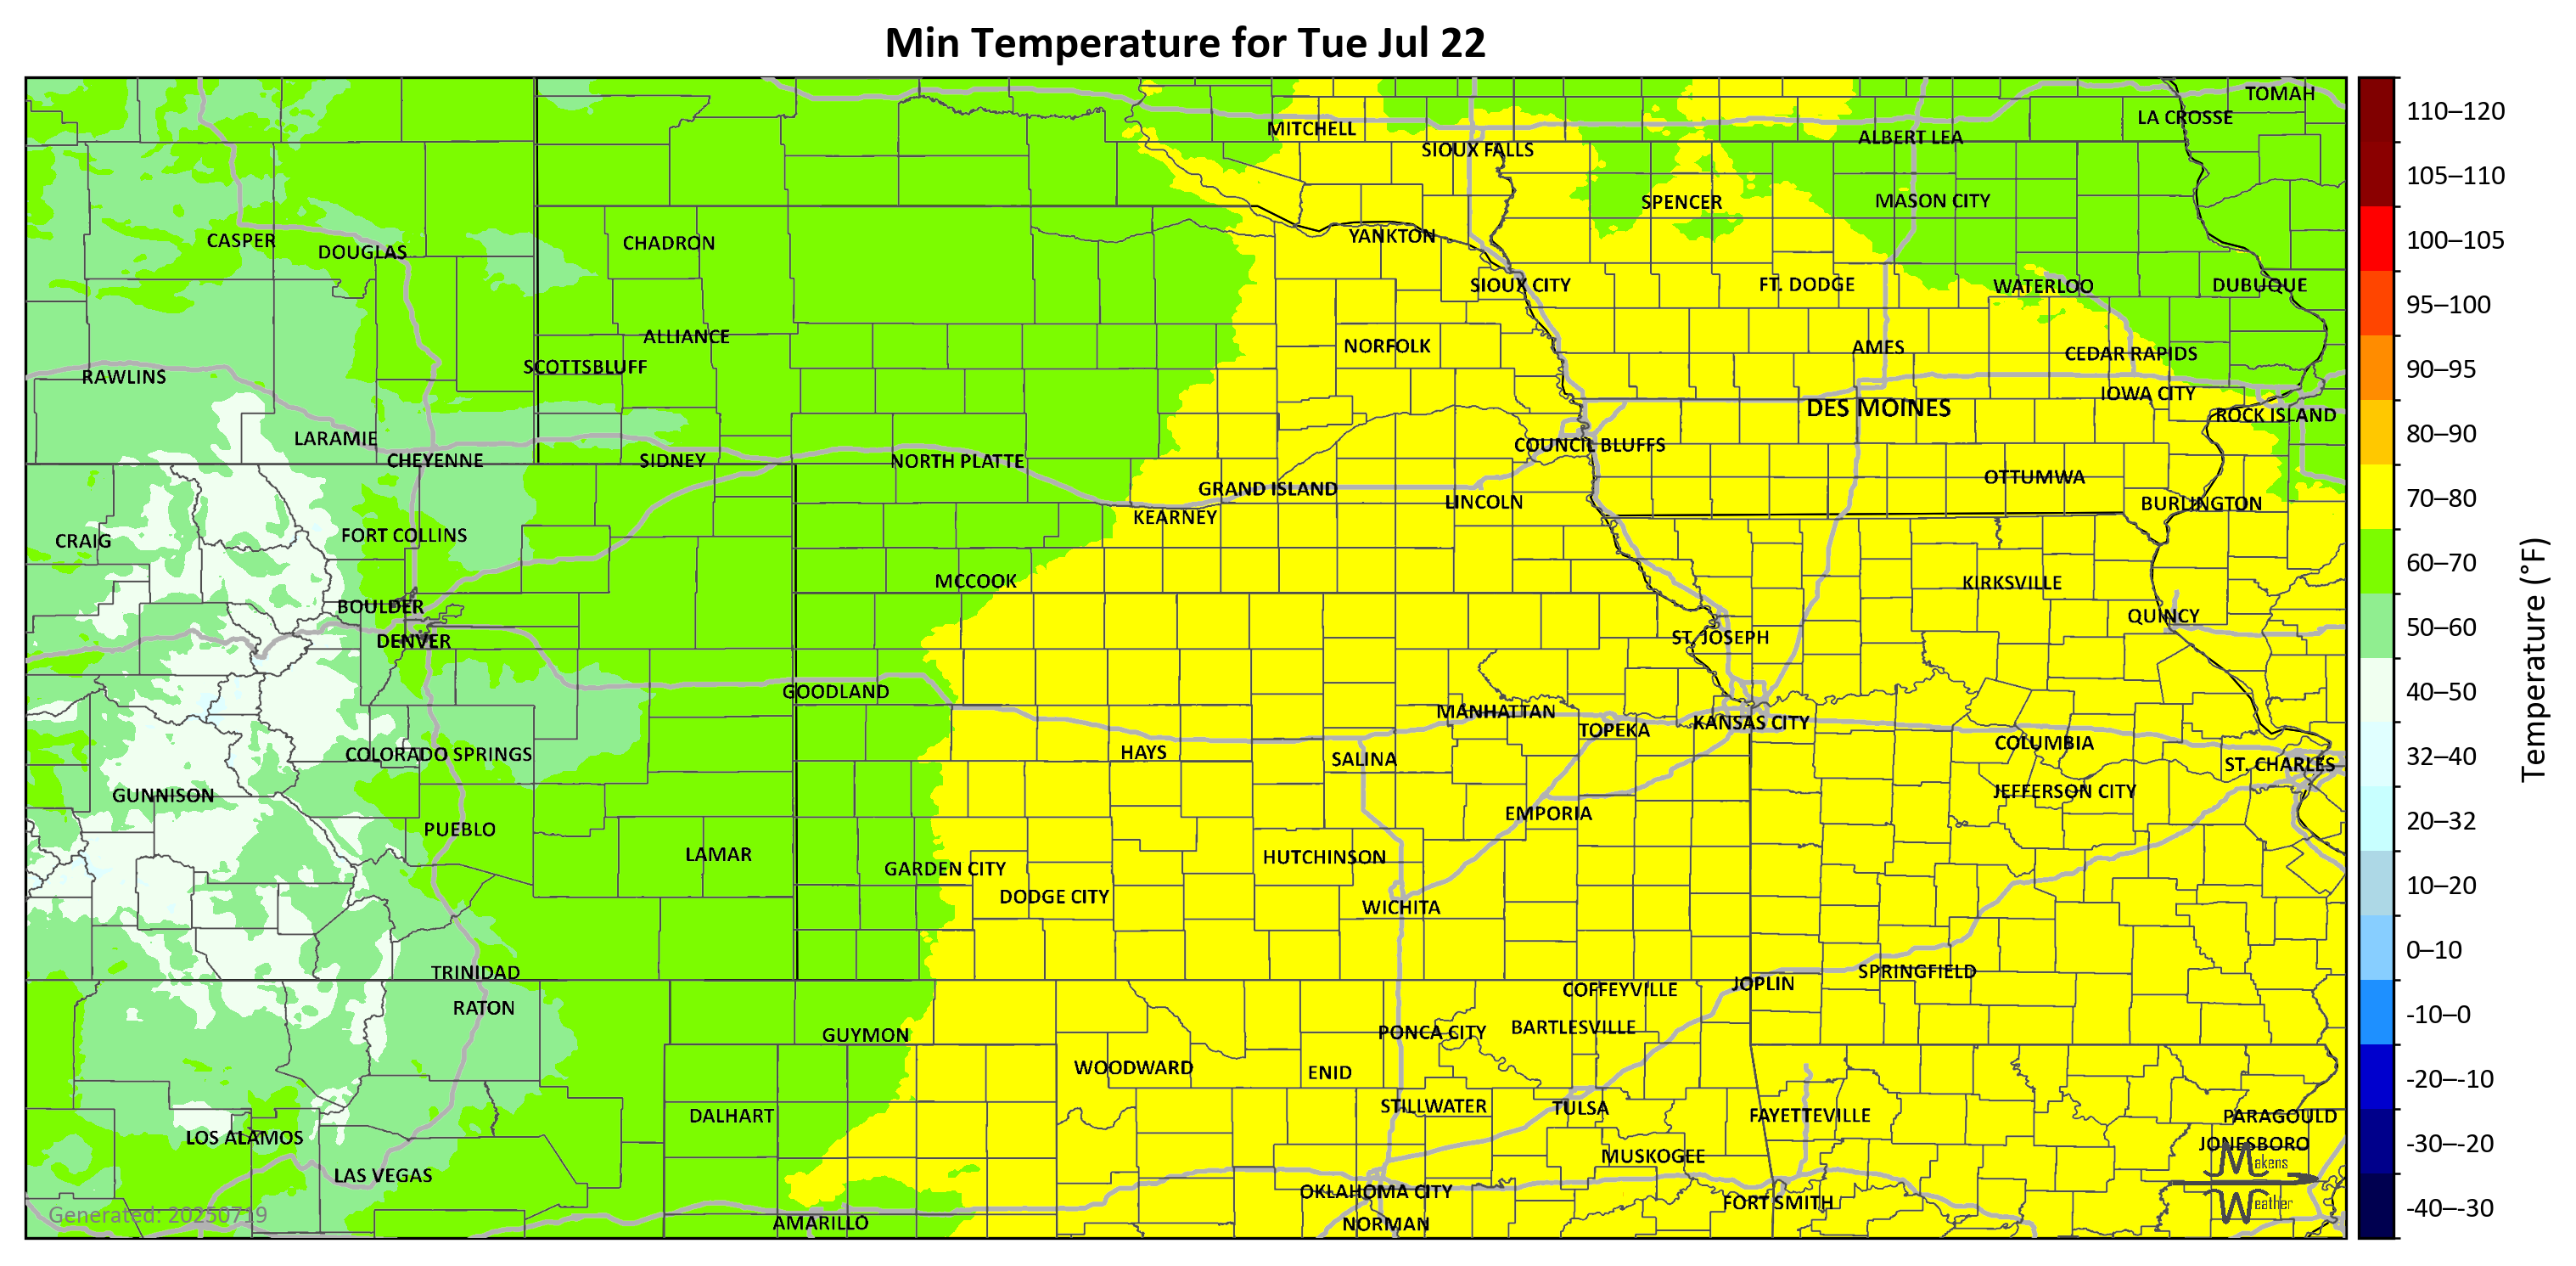 Min Temperature for Tue Jul 22
TOMAH
LA CROSSE
MITCHELL
ALBERT LEA
SIOUX FALLS
SPENCER
MASON CITY
CASPER
DOUGLAS
CHADRON
YANKTON
SIOUX CITY
FT. DODGE
WATERLOO
DUBUQUE
ALLIANCE
NORFOLK
AMES
CEDAR RAPIDS
SCOTTSBLUFF
RAWLINS
IOWA CITY
DES MOINES
ROCK ISLAND
LARAMIE
COUNCIL BLUFFS
CHEYENNE
SIDNEY
NORTH PLATTE
OTTUMWA
GRAND ISLAND
LINCOLN
BURLINGTON
KEARNEY
CRAIG
FORT COLLINS
MCCOOK
KIRKSVILLE
BOULDER
QUINCY
DENVER
ST. JOSEPH
GOODLAND
MANHATTAN
TOPEKA
KANSAS CITY
COLUMBIA
COLORADO SPRINGS
HAYS
SALINA
ST. CHARLES
GUNNISON
JEFFERSON CITY
EMPORIA
PUEBLO
LAMAR
HUTCHINSON
GARDEN CITY
DODGE CITY
WICHITA
TRINIDAD
SPRINGFIELD
JOPLIN
COFFEYVILLE
RATON
BARTLESVILLE
PONCA CITY
GUYMON
WOODWARD
ENID
STILLWATER
TULSA
DALHART
FAYETTEVILLE
PARAGOULD
LOS ALAMOS
JONESBORO
MUSKOGEE
LAS VEGAS
OKLAHOMA CITY
FORT SMITH
AMARILLO
NORMAN
Generated: 20250719
Makens
Weather
110–120
105–110
100–105
95–100
90–95
80–90
70–80
60–70
50–60
40–50
32–40
20–32
10–20
0–10
-10–0
-20–-10
-30–-20
-40–-30
Temperature (°F)